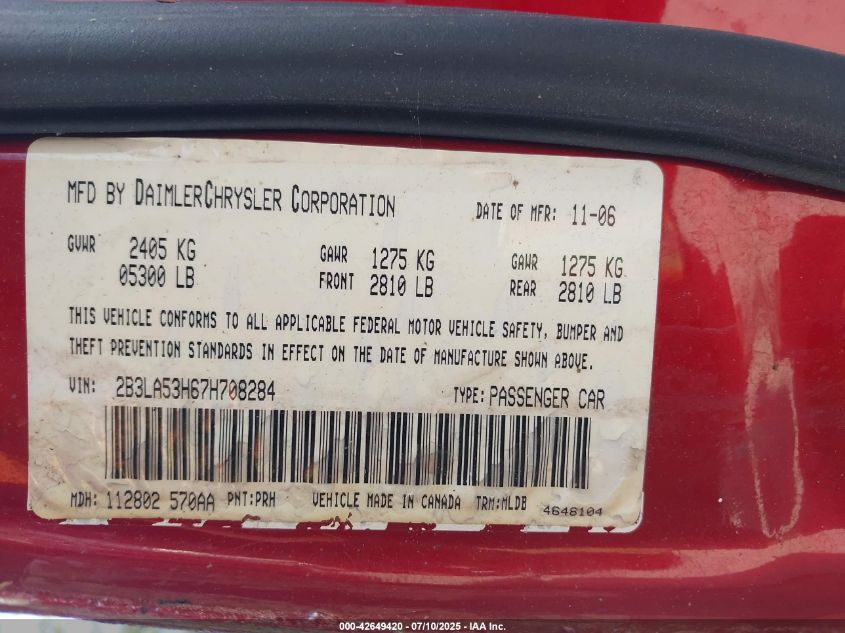 MFD BY DAIMLERCHRYSLER CORPORATION DATE OF MFR: 11-06
GVWR 2405 KG GAWR 1275 KG GAWR 1275 KG
05300 LB FRONT 2810 LB REAR 2810 LB
THIS VEHICLE CONFORMS TO ALL APPLICABLE FEDERAL MOTOR VEHICLE SAFETY, BUMPER AND
THEFT PREVENTION STANDARDS IN EFFECT ON THE DATE OF MANUFACTURE SHOWN ABOVE.
VIN: 2B3LA53H67H708284 TYPE: PASSENGER CAR
MDH: 112802 570AA PNT:PRH VEHICLE MADE IN CANADA TRM:MLDB 4648104
000-42649420 - 07/10/2025 - IAA Inc.